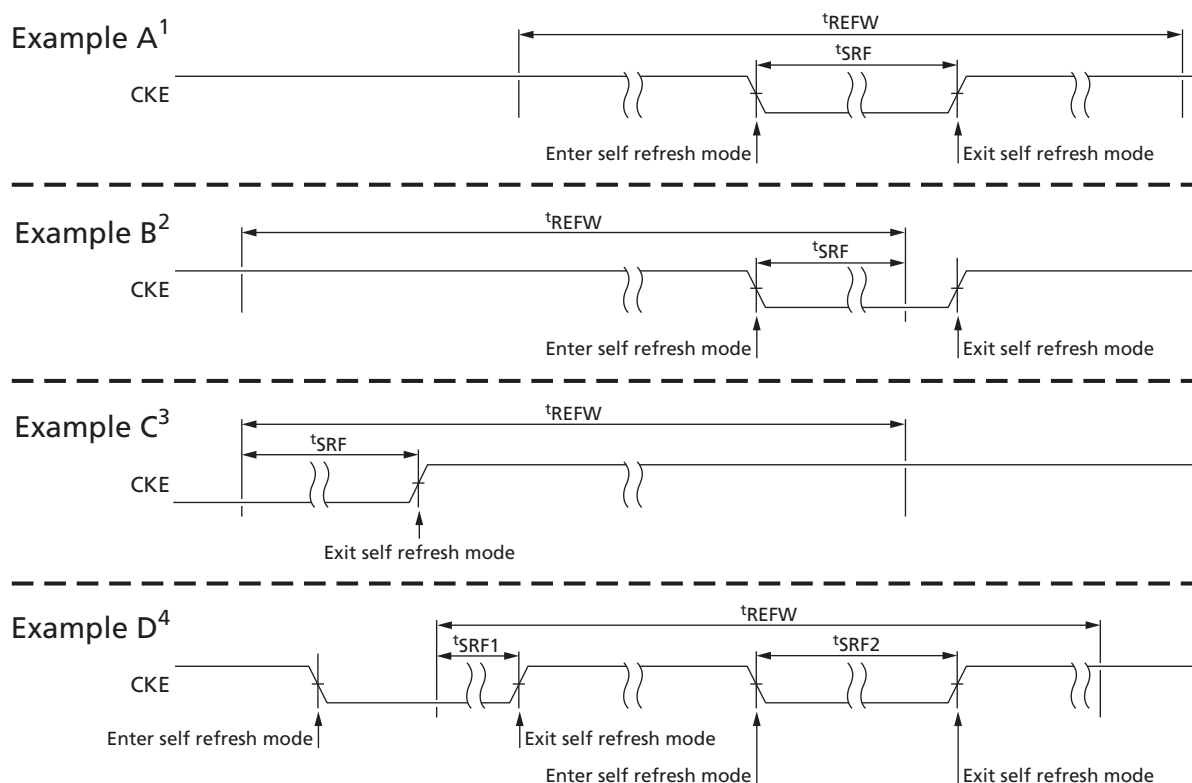 Example A¹
ᵗREFW
ᵗSRF
CKE
Enter self refresh mode
Exit self refresh mode
Example B²
ᵗREFW
ᵗSRF
CKE
Enter self refresh mode
Exit self refresh mode
Example C³
ᵗREFW
ᵗSRF
CKE
Exit self refresh mode
Example D⁴
ᵗREFW
ᵗSRF1
ᵗSRF2
CKE
Enter self refresh mode
Exit self refresh mode
Enter self refresh mode
Exit self refresh mode